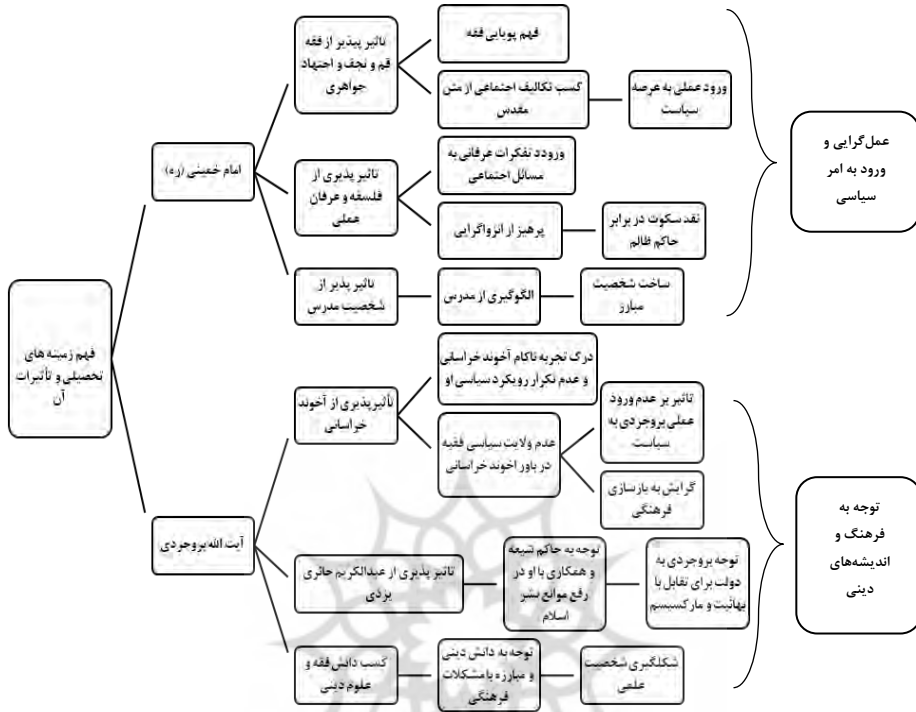 فهم زمینه های
تحصیلی و تأثیرات
آن
امام خمینی (ره)
تاثیر پیذیر از فقه
قم و نجف و اجتهاد
جواهری
فهم پویایی فقه
کسب تکالیف اجتماعی از متن
مقدس
ورود عملی به عرصه
سیاست
تاثیر پذیری از
فلسفه و عرفان
عملی
ورودد تفکرات عرفانی به
مسائل اجتماعی
پرهیز از انزواگرایی
نقد سکوت در برابر
حاکم ظالم
تاثیر پذیر از
شخصیت مدرس
الگوگیری از مدرس
ساخت شخصیت
مبارز
عمل‌گرایی و
ورود به امر
سیاسی
آیت الله بروجردی
تأثیرپذیری از آخوند
خراسانی
درک تجربه ناکام آخوند خراسانی
و عدم تکرار رویکرد سیاسی او
عدم ولایت سیاسی فقیه
در باور اخوند خراسانی
تاثیر بر عدم ورود
عملی بروجردی به
سیاست
گرایش به بازسازی
فرهنگی
تاثیر پذیری از عبدالکریم حائری
یزدی
توجه به حاکم شیعه
و همکاری با او در
رفع موانع نشر
اسلام
توجه بروجردی به
دولت برای تقابل با
بهائیت و مارکسیسم
کسب دانش فقه و
علوم دینی
توجه به دانش دینی
و مبارزه با مشکلات
فرهنگی
شکلگیری شخصیت
علمی
توجه به
فرهنگ و
اندیشه‌های
دینی